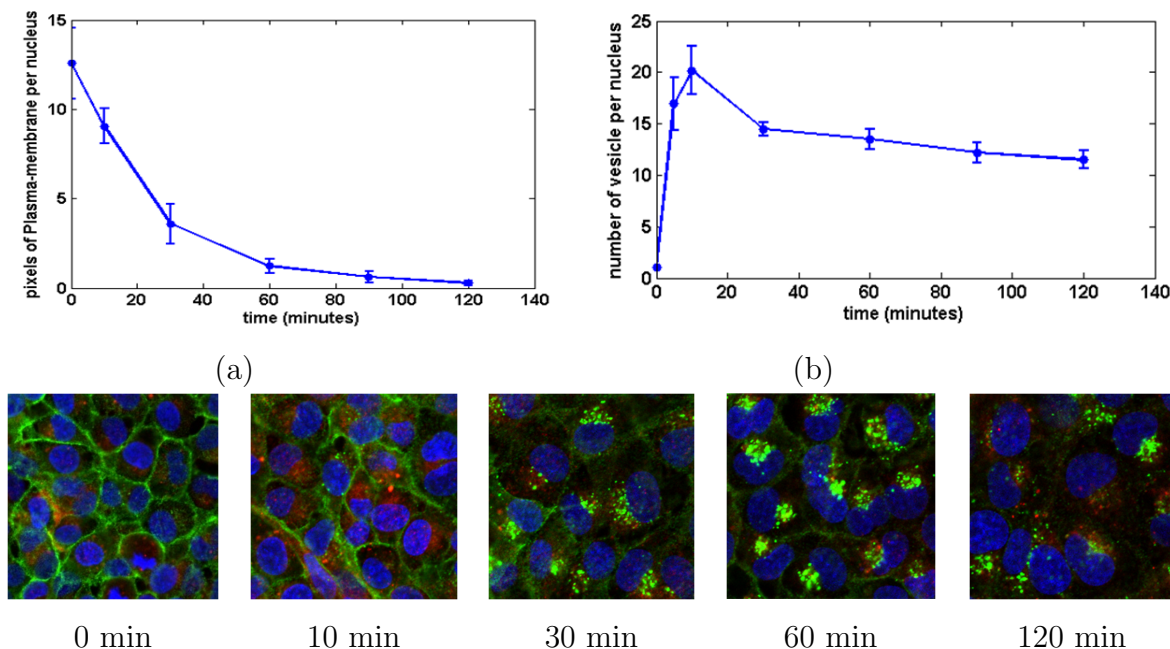 15
10
5
0
0 20 40 60 80 100 120 140
time (minutes)
pixels of Plasma-membrane per nucleus
(a)
25
20
15
10
5
0
0 20 40 60 80 100 120 140
time (minutes)
number of vesicle per nucleus
(b)
0 min 10 min 30 min 60 min 120 min